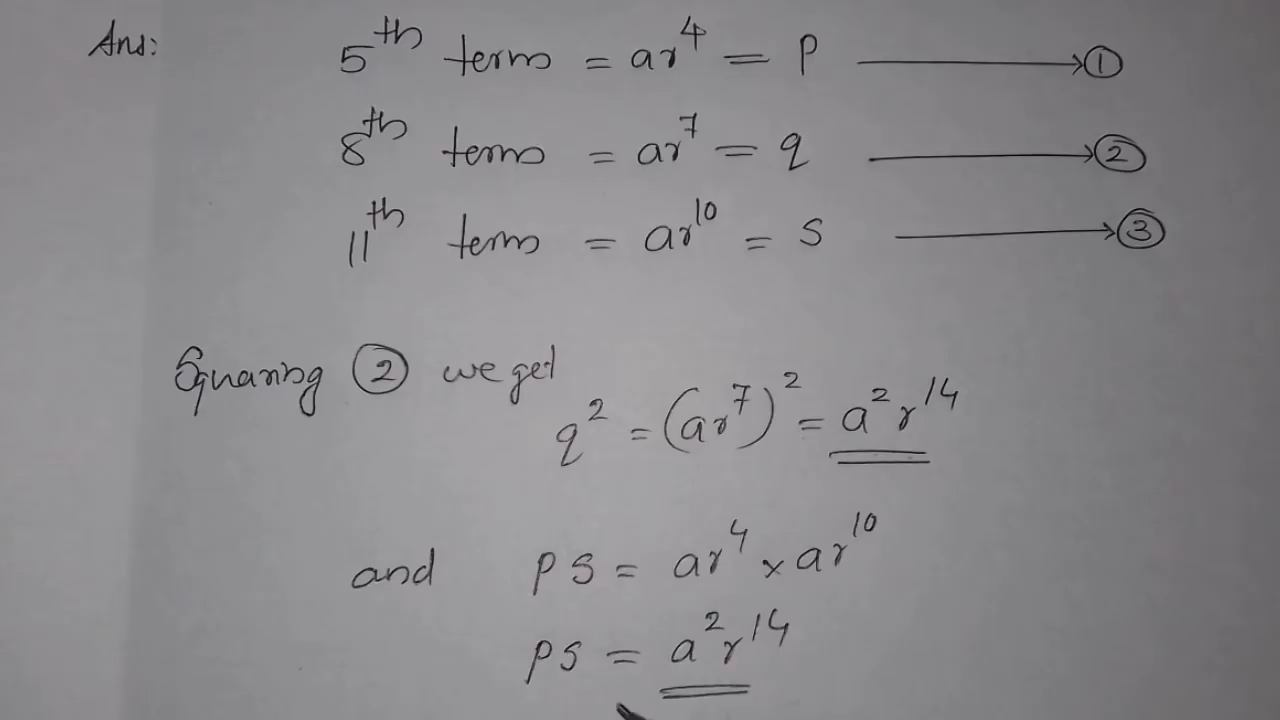 Ans: 5th term = ar⁴ = P → ①
8th term = ar⁷ = q → ②
11th term = ar¹⁰ = S → ③
Squaring ② we get
q² = (ar⁷)² = a²r¹⁴
and PS = ar⁴ × ar¹⁰
PS = a²r¹⁴